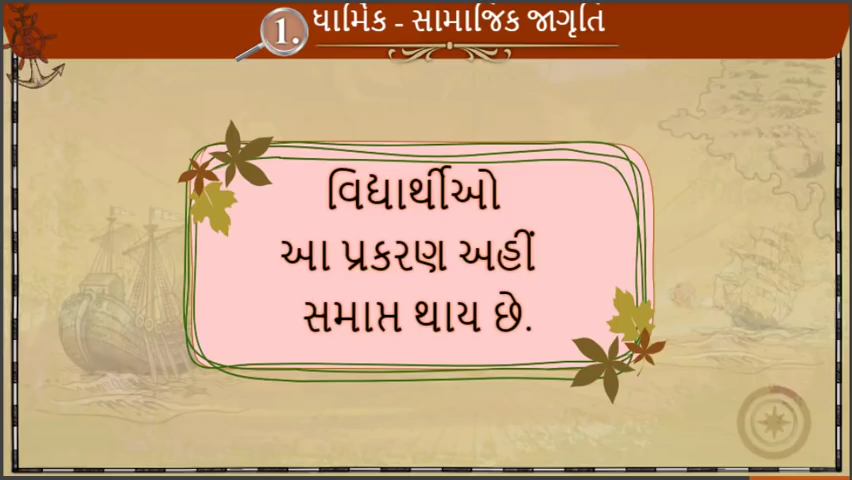 1. ધાર્મિક - સામાજિક જાગૃતિ
વિદ્યાર્થીઓ
આ પ્રકરણ અહીં
સમાપ્ત થાય છે.